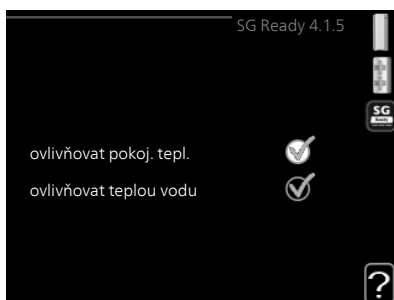 SG Ready 4.1.5
SG
Ready
ovlivňovat pokoj. tepl.
ovlivňovat teplou vodu
?